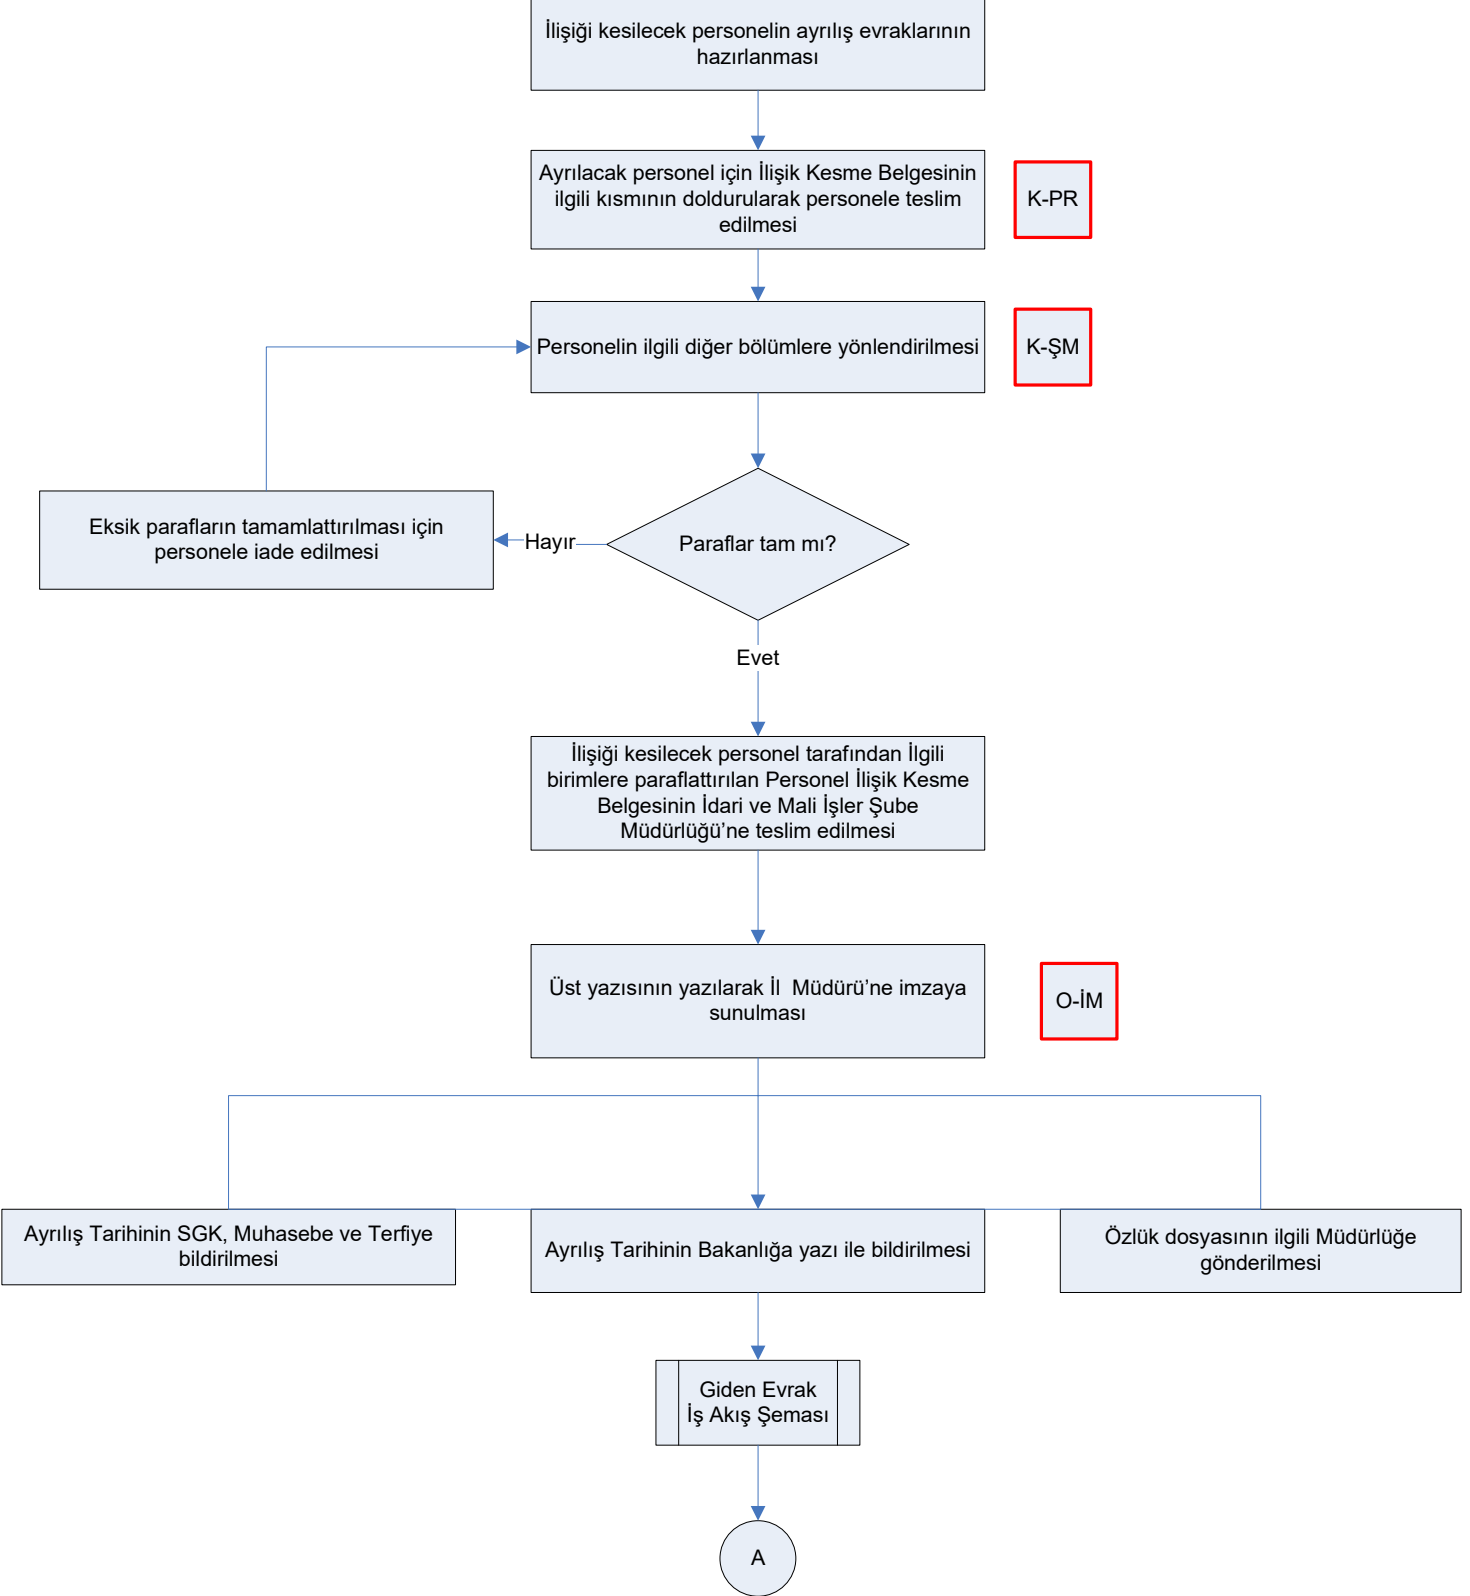 İlişiği kesilecek personelin ayrılış evraklarının
hazırlanması
Ayrılacak personel için İlişik Kesme Belgesinin
ilgili kısmının doldurularak personele teslim
edilmesi
K-PR
Personelin ilgili diğer bölümlere yönlendirilmesi
K-ŞM
Eksik parafların tamamlattırılması için
personele iade edilmesi
Hayır
Paraflar tam mı?
Evet
İlişiği kesilecek personel tarafından İlgili
birimlere paraflattırılan Personel İlişik Kesme
Belgesinin İdari ve Mali İşler Şube
Müdürlüğü’ne teslim edilmesi
Üst yazısının yazılarak İl  Müdürü’ne imzaya
sunulması
O-İM
Ayrılış Tarihinin SGK, Muhasebe ve Terfiye
bildirilmesi
Ayrılış Tarihinin Bakanlığa yazı ile bildirilmesi
Özlük dosyasının ilgili Müdürlüğe
gönderilmesi
Giden Evrak
İş Akış Şeması
A